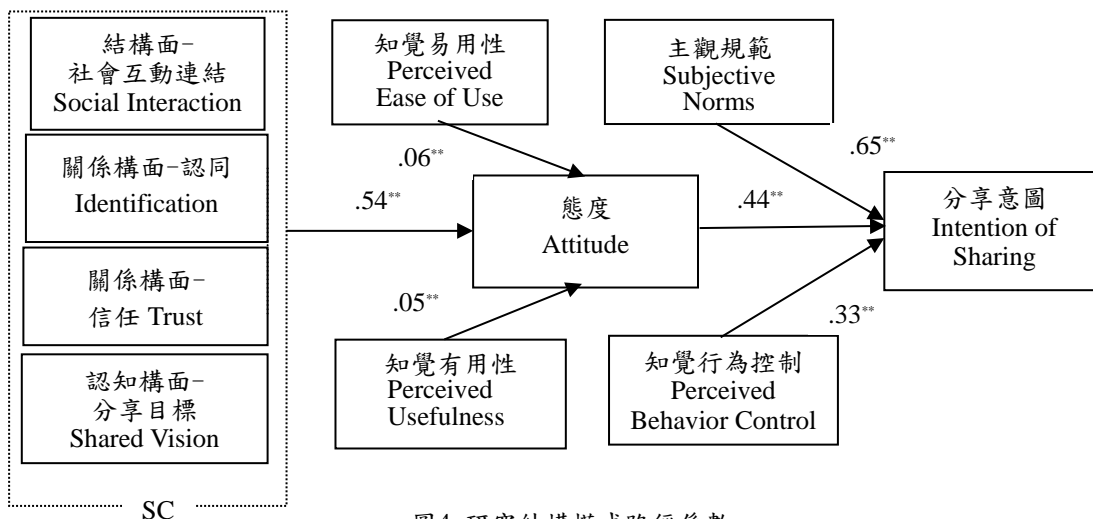 結構面-
社會互動連結
Social Interaction
關係構面-認同
Identification
關係構面-
信任 Trust
認知構面-
分享目標
Shared Vision
SC
.54**
知覺易用性
Perceived
Ease of Use
.06**
態度
Attitude
.05**
知覺有用性
Perceived
Usefulness
主觀規範
Subjective
Norms
.65**
.44**
.33**
知覺行為控制
Perceived
Behavior Control
分享意圖
Intention of
Sharing